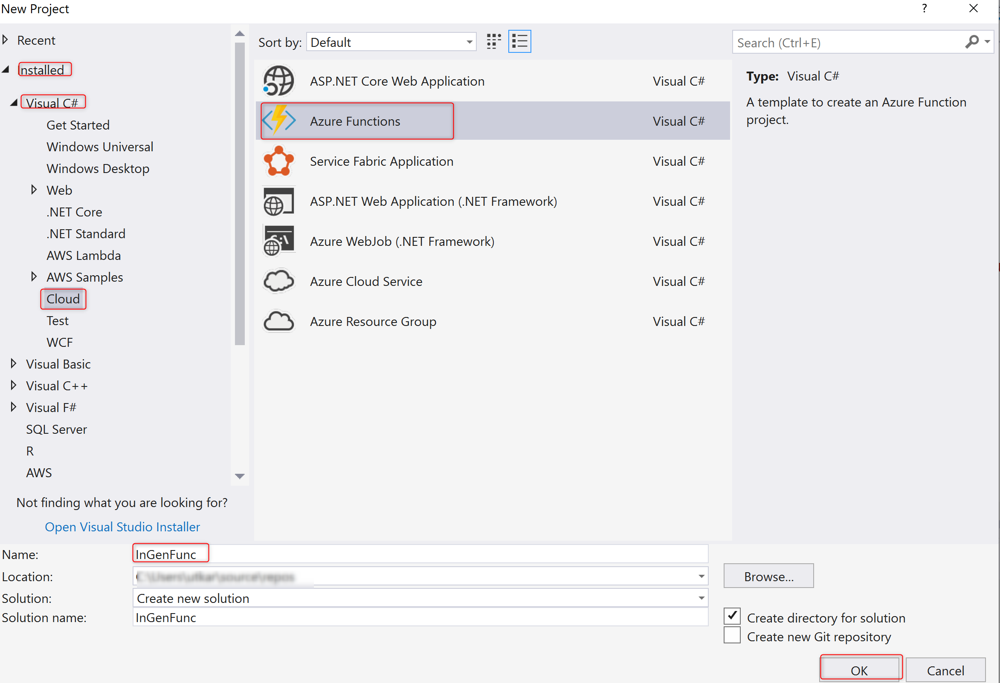 New Project
?
Recent
Installed
Visual C#
Get Started
Windows Universal
Windows Desktop
Web
.NET Core
.NET Standard
AWS Lambda
AWS Samples
Cloud
Test
WCF
Visual Basic
Visual C++
Visual F#
SQL Server
R
AWS
Not finding what you are looking for?
Open Visual Studio Installer
Sort by: Default
ASP.NET Core Web Application Visual C#
Azure Functions Visual C#
Service Fabric Application Visual C#
ASP.NET Web Application (.NET Framework) Visual C#
Azure WebJob (.NET Framework) Visual C#
Azure Cloud Service Visual C#
Azure Resource Group Visual C#
Search (Ctrl+E)
Type: Visual C#
A template to create an Azure Function
project.
Name: InGenFunc
Location:
Solution: Create new solution
Solution name: InGenFunc
Browse...
Create directory for solution
Create new Git repository
OK Cancel